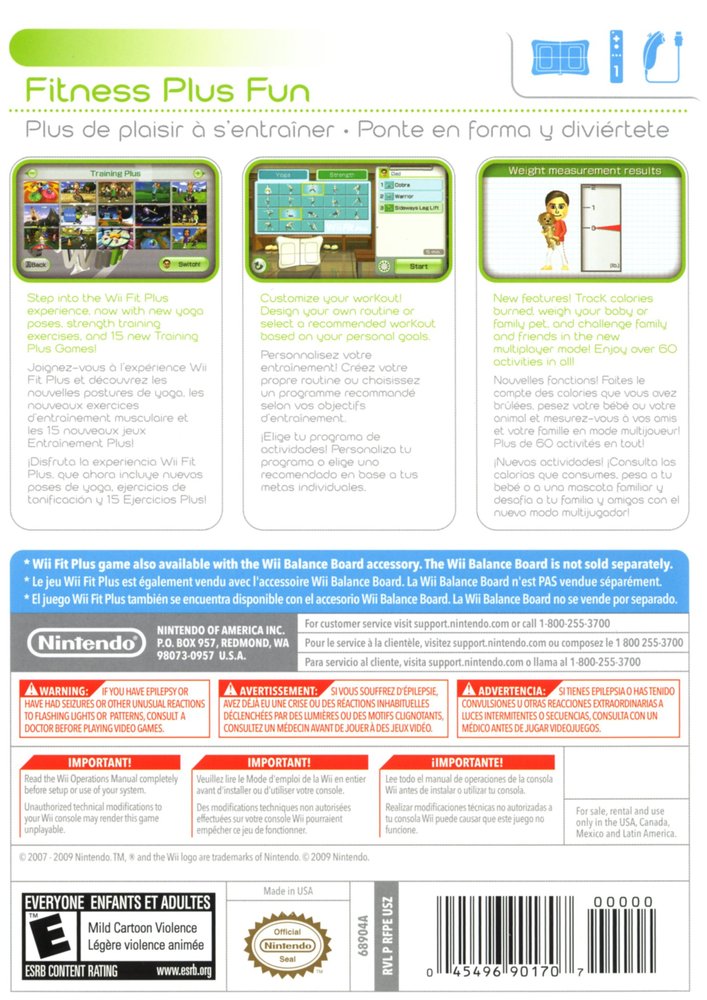 1
Fitness Plus Fun
Plus de plaisir à s'entraîner • Ponte en forma y diviértete
Training Plus
Back
Switch!
Yoga
Strength
Dad
1 Cobra
2 Warrior
3 Sideways Leg Lift
Start
Weight measurement results
Step into the Wii Fit Plus
experience, now with new yoga
poses, strength training
exercises, and 15 new Training
Plus Games!
Joignez-vous à l'expérience Wii
Fit Plus et découvrez les
nouvelles postures de yoga, les
nouveaux exercices
d'entraînement musculaire et
les 15 nouveaux jeux
Entraînement Plus!
¡Disfruta la experiencia Wii Fit
Plus, que ahora incluye nuevas
poses de yoga, ejercicios de
tonificación y 15 Ejercicios Plus!
Customize your workout!
Design your own routine or
select a recommended workout
based on your personal goals.
Personnalisez votre
entraînement! Créez votre
propre routine ou choisissez
un programme recommandé
selon vos objectifs
d'entraînement.
¡Elige tu programa de
actividades! Personaliza tu
programa o elige uno
recomendado en base a tus
metas individuales.
New features! Track calories
burned, weigh your baby or
family pet, and challenge family
and friends in the new
multiplayer mode! Enjoy over 60
activities in all!
Nouvelles fonctions! Faites le
compte des calories que vous avez
brûlées, pesez votre bébé ou votre
animal et mesurez-vous à vos amis
et votre famille en mode multijoueur!
Plus de 60 activités en tout!
¡Nuevas actividades! ¡Consulta las
calorías que consumes, pesa a tu
bebé o a una mascota familiar y
desafía a tu familia y amigos con el
nuevo modo multijugador!
* Wii Fit Plus game also available with the Wii Balance Board accessory. The Wii Balance Board is not sold separately.
* Le jeu Wii Fit Plus est également vendu avec l'accessoire Wii Balance Board. La Wii Balance Board n'est PAS vendue séparément.
* El juego Wii Fit Plus también se encuentra disponible con el accesorio Wii Balance Board. La Wii Balance Board no se vende por separado.
Nintendo®
NINTENDO OF AMERICA INC.
P.O. BOX 957, REDMOND, WA
98073-0957 U.S.A.
For customer service visit support.nintendo.com or call 1-800-255-3700
Pour le service à la clientèle, visitez support.nintendo.com ou composez le 1 800 255-3700
Para servicio al cliente, visita support.nintendo.com o llama al 1-800-255-3700
WARNING: IF YOU HAVE EPILEPSY OR
HAVE HAD SEIZURES OR OTHER UNUSUAL REACTIONS
TO FLASHING LIGHTS OR PATTERNS, CONSULT A
DOCTOR BEFORE PLAYING VIDEO GAMES.
AVERTISSEMENT: SI VOUS SOUFFREZ D'ÉPILEPSIE,
AVEZ DÉJÀ EU UNE CRISE OU DES RÉACTIONS INHABITUELLES
DÉCLENCHÉES PAR DES LUMIÈRES OU DES MOTIFS CLIGNOTANTS,
CONSULTEZ UN MÉDECIN AVANT DE JOUER À DES JEUX VIDÉO.
ADVERTENCIA: SI TIENES EPILEPSIA O HAS TENIDO
CONVULSIONES U OTRAS REACCIONES EXTRAORDINARIAS A
LUCES INTERMITENTES O SECUENCIAS, CONSULTA CON UN
MÉDICO ANTES DE JUGAR VIDEOJUEGOS.
IMPORTANT!
Read the Wii Operations Manual completely
before setup or use of your system.
Unauthorized technical modifications to
your Wii console may render this game
unplayable.
IMPORTANT!
Veuillez lire le Mode d'emploi de la Wii en entier
avant d'installer ou d'utiliser votre console.
Des modifications techniques non autorisées
effectuées sur votre console Wii pourraient
empêcher ce jeu de fonctionner.
¡IMPORTANTE!
Lee todo el manual de operaciones de la consola
Wii antes de instalar o utilizar tu consola.
Realizar modificaciones técnicas no autorizadas a
tu consola Wii puede causar que este juego no
funcione.
For sale, rental and use
only in the USA, Canada,
Mexico and Latin America.
© 2007 - 2009 Nintendo. TM, ® and the Wii logo are trademarks of Nintendo. © 2009 Nintendo.
EVERYONE ENFANTS ET ADULTES
E
TM
Mild Cartoon Violence
Légère violence animée
ESRB CONTENT RATING www.esrb.org
Made in USA
Official
Nintendo
Seal
TM
68904A
RVL P RFPE USZ
0 45496 90170 7
00000